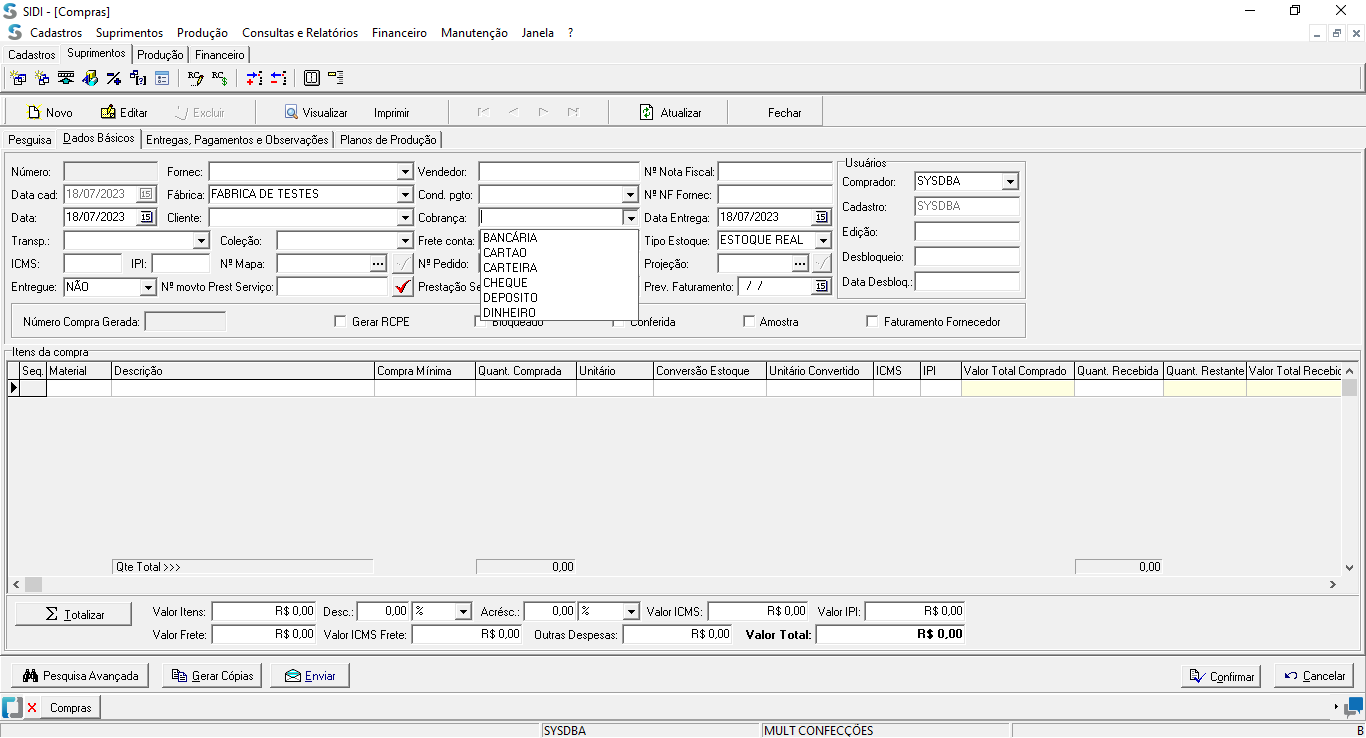 SIDI - [Compras]
Cadastros Suprimentos Produção Consultas e Relatórios Financeiro Manutenção Janela ?
Cadastros Suprimentos Produção Financeiro
Novo Editar Excluir Visualizar Imprimir Atualizar Fechar
Pesquisa Dados Básicos Entregas, Pagamentos e Observações Planos de Produção
Número: Fornec: Vendedor: Nº Nota Fiscal: Usuários
Comprador: SYSDBA
Data cad: 18/07/2023 15 Fábrica: FABRICA DE TESTES Cond. pgto: Nº NF Fornec:
Cadastro: SYSDBA
Data: 18/07/2023 15 Cliente: Cobrança: Data Entrega: 18/07/2023 15
Edição:
Transp.: Coleção: Frete conta: BANCÁRIA Tipo Estoque: ESTOQUE REAL
CARTAO
Desbloqueio:
ICMS: IPI: Nº Mapa: Nº Pedido: CARTEIRA Projeção:
CHEQUE
Data Desbloq.:
Entregue: NÃO Nº movto Prest Serviço: Prestação Se Prev. Faturamento: / / 15
DEPOSITO
DINHEIRO
Número Compra Gerada: Gerar RCPE Bloqueado Conferida Amostra Faturamento Fornecedor
Itens da compra
Seq. Material Descrição Compra Mínima Quant. Comprada Unitário Conversão Estoque Unitário Convertido ICMS IPI Valor Total Comprado Quant. Recebida Quant. Restante Valor Total Recebid
Qte Total >>> 0,00 0,00
Totalizar Valor Itens: R$ 0,00 Desc.: 0,00 % Acrésc.: 0,00 % Valor ICMS: R$ 0,00 Valor IPI: R$ 0,00
Valor Frete: R$ 0,00 Valor ICMS Frete: R$ 0,00 Outras Despesas: R$ 0,00 Valor Total: R$ 0,00
Pesquisa Avançada Gerar Cópias Enviar Confirmar Cancelar
Compras
SYSDBA MULT CONFECÇÕES B